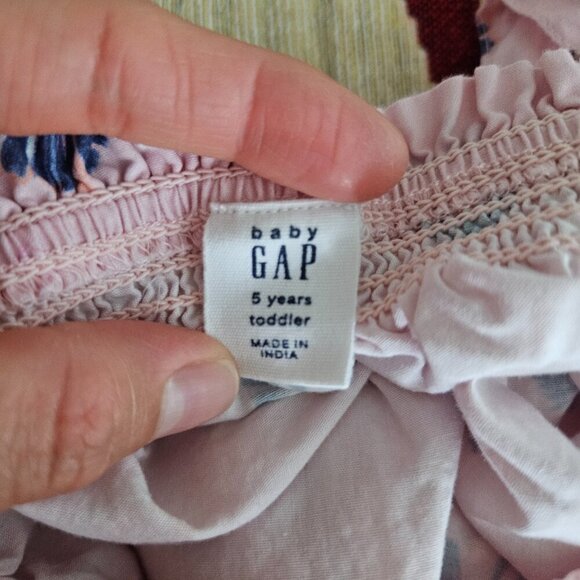 baby
GAP
5 years
toddler
MADE IN
INDIA